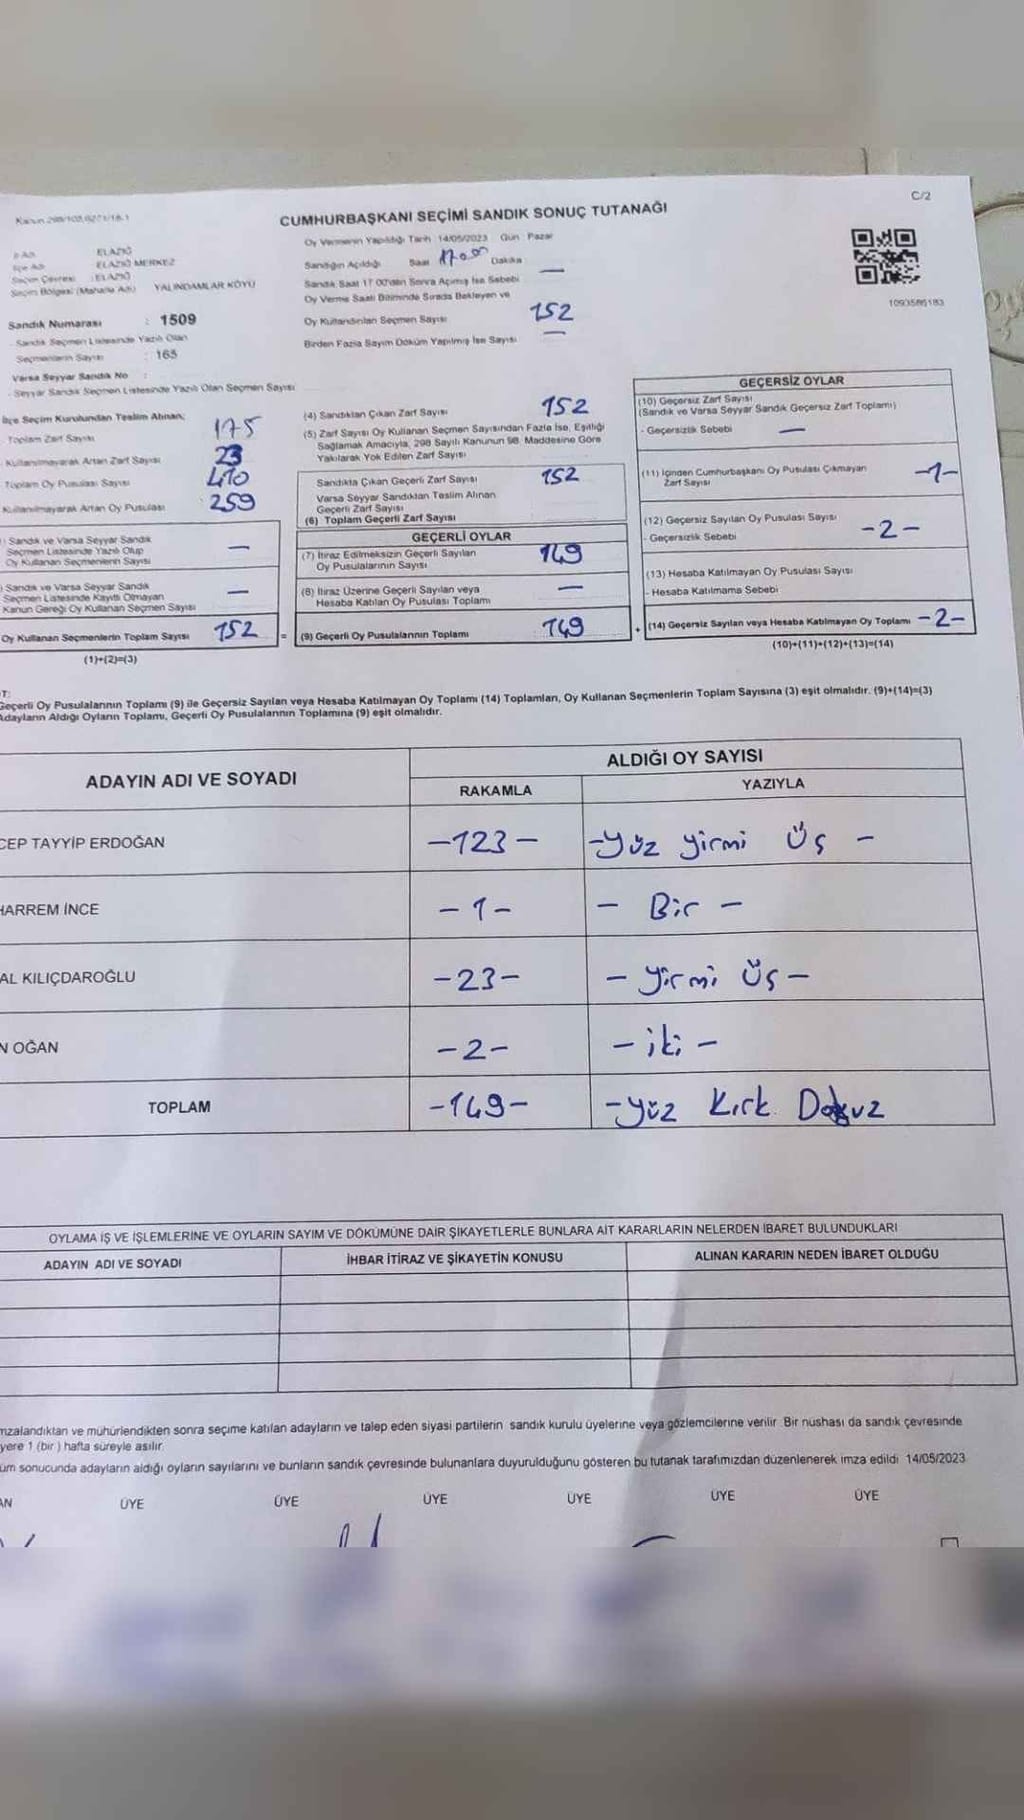 C/2
CUMHURBAŞKANI SEÇİMİ SANDIK SONUÇ TUTANAĞI
Oy Vermenin Yapıldığı Tarih 14/05/2023 Gün Pazar
İl Adı ELAZIĞ
İlçe Adı ELAZIĞ MERKEZ
Seçim Çevresi : ELAZIĞ
Seçim Bölgesi (Mahalle Adı) YALINDAMLAR KÖYÜ
Sandığın Açıldığı Saat 17.00 Dakika
Sandık Saat 17 00'den Sonra Açılmış İse Sebebi —
Oy Verme Saati Bitiminde Sırada Bekleyen ve
Oy Kullandırılan Seçmen Sayısı 152
Birden Fazla Sayım Döküm Yapılmış İse Sayısı —
1093586183
Sandık Numarası : 1509
- Sandık Seçmen Listesinde Yazılı Olan
Seçmenlerin Sayısı : 165
Varsa Seyyar Sandık No :
- Seyyar Sandık Seçmen Listesinde Yazılı Olan Seçmen Sayısı
İlçe Seçim Kurulundan Teslim Alınan;
Toplam Zarf Sayısı 175
Kullanılmayarak Artan Zarf Sayısı 23
Toplam Oy Pusulası Sayısı 410
Kullanılmayarak Artan Oy Pusulası : 259
) Sandık ve Varsa Seyyar Sandık
Seçmen Listesinde Yazılı Olup
Oy Kullanan Seçmenlerin Sayısı —
) Sandık ve Varsa Seyyar Sandık
Seçmen Listesinde Kayıtlı Olmayan
Kanun Gereği Oy Kullanan Seçmen Sayısı —
Oy Kullanan Seçmenlerin Toplam Sayısı 152 =
(1)+(2)=(3)
(4) Sandıktan Çıkan Zarf Sayısı 152
(5) Zarf Sayısı Oy Kullanan Seçmen Sayısından Fazla İse, Eşitliği
Sağlamak Amacıyla, 298 Sayılı Kanunun 98. Maddesine Göre
Yakılarak Yok Edilen Zarf Sayısı
Sandıkta Çıkan Geçerli Zarf Sayısı 152
Varsa Seyyar Sandıktan Teslim Alınan
Geçerli Zarf Sayısı
(6) Toplam Geçerli Zarf Sayısı
GEÇERLİ OYLAR
(7) İtiraz Edilmeksizin Geçerli Sayılan
Oy Pusulalarının Sayısı 149
(8) İtiraz Üzerine Geçerli Sayılan veya
Hesaba Katılan Oy Pusulası Toplamı —
(9) Geçerli Oy Pusulalarının Toplamı 149 +
GEÇERSİZ OYLAR
(10) Geçersiz Zarf Sayısı
(Sandık ve Varsa Seyyar Sandık Geçersiz Zarf Toplamı)
- Geçersizlik Sebebi —
(11) İçinden Cumhurbaşkanı Oy Pusulası Çıkmayan
Zarf Sayısı -1-
(12) Geçersiz Sayılan Oy Pusulası Sayısı
- Geçersizlik Sebebi -2-
(13) Hesaba Katılmayan Oy Pusulası Sayısı
- Hesaba Katılmama Sebebi
(14) Geçersiz Sayılan veya Hesaba Katılmayan Oy Toplamı -2-
(10)+(11)+(12)+(13)=(14)
T:
Geçerli Oy Pusulalarının Toplamı (9) ile Geçersiz Sayılan veya Hesaba Katılmayan Oy Toplamı (14) Toplamları, Oy Kullanan Seçmenlerin Toplam Sayısına (3) eşit olmalıdır. (9)+(14)=(3)
Adayların Aldığı Oyların Toplamı, Geçerli Oy Pusulalarının Toplamına (9) eşit olmalıdır.
ADAYIN ADI VE SOYADI ALDIĞI OY SAYISI
RAKAMLA YAZIYLA
CEP TAYYİP ERDOĞAN -123- -Yüz yirmi Üç -
HARREM İNCE -1- - Bir -
AL KILIÇDAROĞLU -23- - Yirmi Üç -
N OĞAN -2- - iki -
TOPLAM -149- -Yüz Kırk Dokuz
OYLAMA İŞ VE İŞLEMLERİNE VE OYLARIN SAYIM VE DÖKÜMÜNE DAİR ŞİKAYETLERLE BUNLARA AİT KARARLARIN NELERDEN İBARET BULUNDUKLARI
ADAYIN ADI VE SOYADI İHBAR İTİRAZ VE ŞİKAYETİN KONUSU ALINAN KARARIN NEDEN İBARET OLDUĞU
mzalandıktan ve mühürlendikten sonra seçime katılan adayların ve talep eden siyasi partilerin sandık kurulu üyelerine veya gözlemcilerine verilir. Bir nüshası da sandık çevresinde
yere 1 (bir ) hafta süreyle asılır.
üm sonucunda adayların aldığı oyların sayılarını ve bunların sandık çevresinde bulunanlara duyurulduğunu gösteren bu tutanak tarafımızdan düzenlenerek imza edildi 14/05/2023
AN ÜYE ÜYE ÜYE ÜYE ÜYE ÜYE